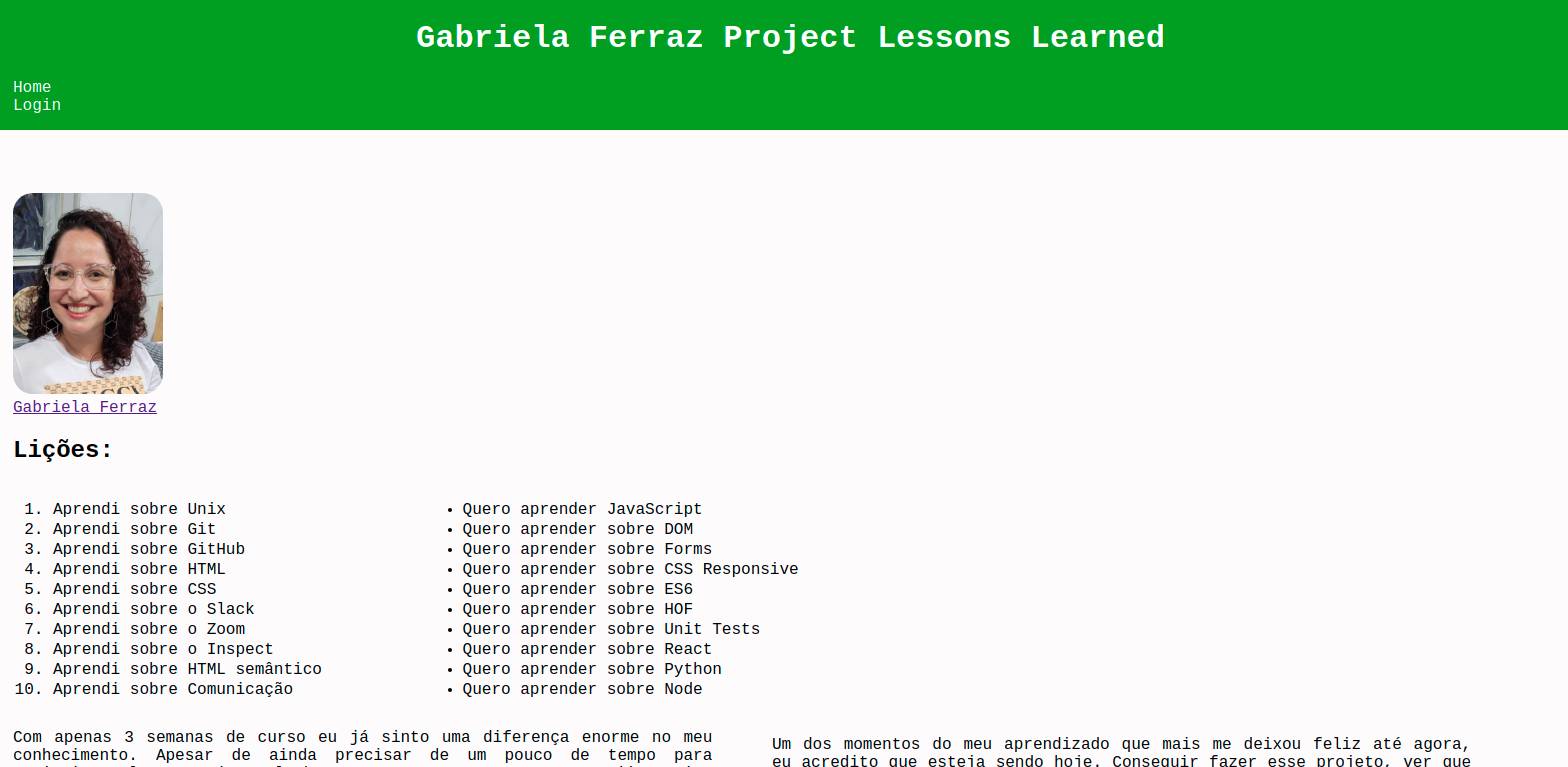 Gabriela Ferraz Project Lessons Learned
Home
Login
Gabriela Ferraz
Lições:
1. Aprendi sobre Unix
2. Aprendi sobre Git
3. Aprendi sobre GitHub
4. Aprendi sobre HTML
5. Aprendi sobre CSS
6. Aprendi sobre o Slack
7. Aprendi sobre o Zoom
8. Aprendi sobre o Inspect
9. Aprendi sobre HTML semântico
10. Aprendi sobre Comunicação
• Quero aprender JavaScript
• Quero aprender sobre DOM
• Quero aprender sobre Forms
• Quero aprender sobre CSS Responsive
• Quero aprender sobre ES6
• Quero aprender sobre HOF
• Quero aprender sobre Unit Tests
• Quero aprender sobre React
• Quero aprender sobre Python
• Quero aprender sobre Node
Com apenas 3 semanas de curso eu já sinto uma diferença enorme no meu
conhecimento. Apesar de ainda precisar de um pouco de tempo para
Um dos momentos do meu aprendizado que mais me deixou feliz até agora,
eu acredito que esteja sendo hoje. Conseguir fazer esse projeto, ver que